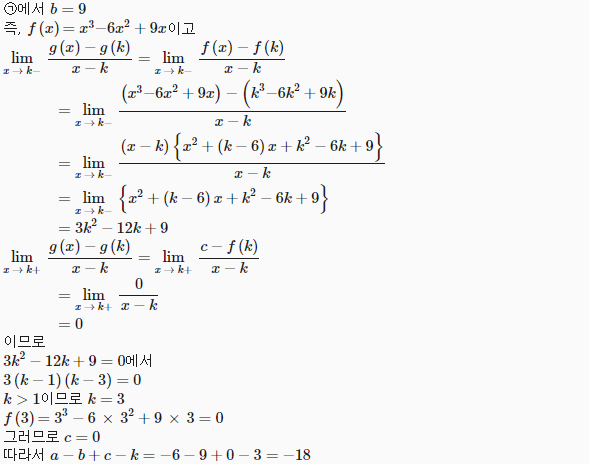 ㉢에서 b = 9
즉, f(x) = x³−6x² + 9x이고
lim_{x→k−} (g(x) − g(k))/(x − k) = lim_{x→k−} (f(x) − f(k))/(x − k)
= lim_{x→k−} ((x³−6x² + 9x) − (k³−6k² + 9k))/(x − k)
= lim_{x→k−} ((x − k){x² + (k − 6)x + k² − 6k + 9})/(x − k)
= lim_{x→k−} {x² + (k − 6)x + k² − 6k + 9}
= 3k² − 12k + 9
lim_{x→k+} (g(x) − g(k))/(x − k) = lim_{x→k+} (c − f(k))/(x − k)
= lim_{x→k+} 0/(x − k)
= 0
이므로
3k² − 12k + 9 = 0에서
3(k − 1)(k − 3) = 0
k > 1이므로 k = 3
f(3) = 3³ − 6 × 3² + 9 × 3 = 0
그러므로 c = 0
따라서 a − b + c − k = −6 − 9 + 0 − 3 = −18